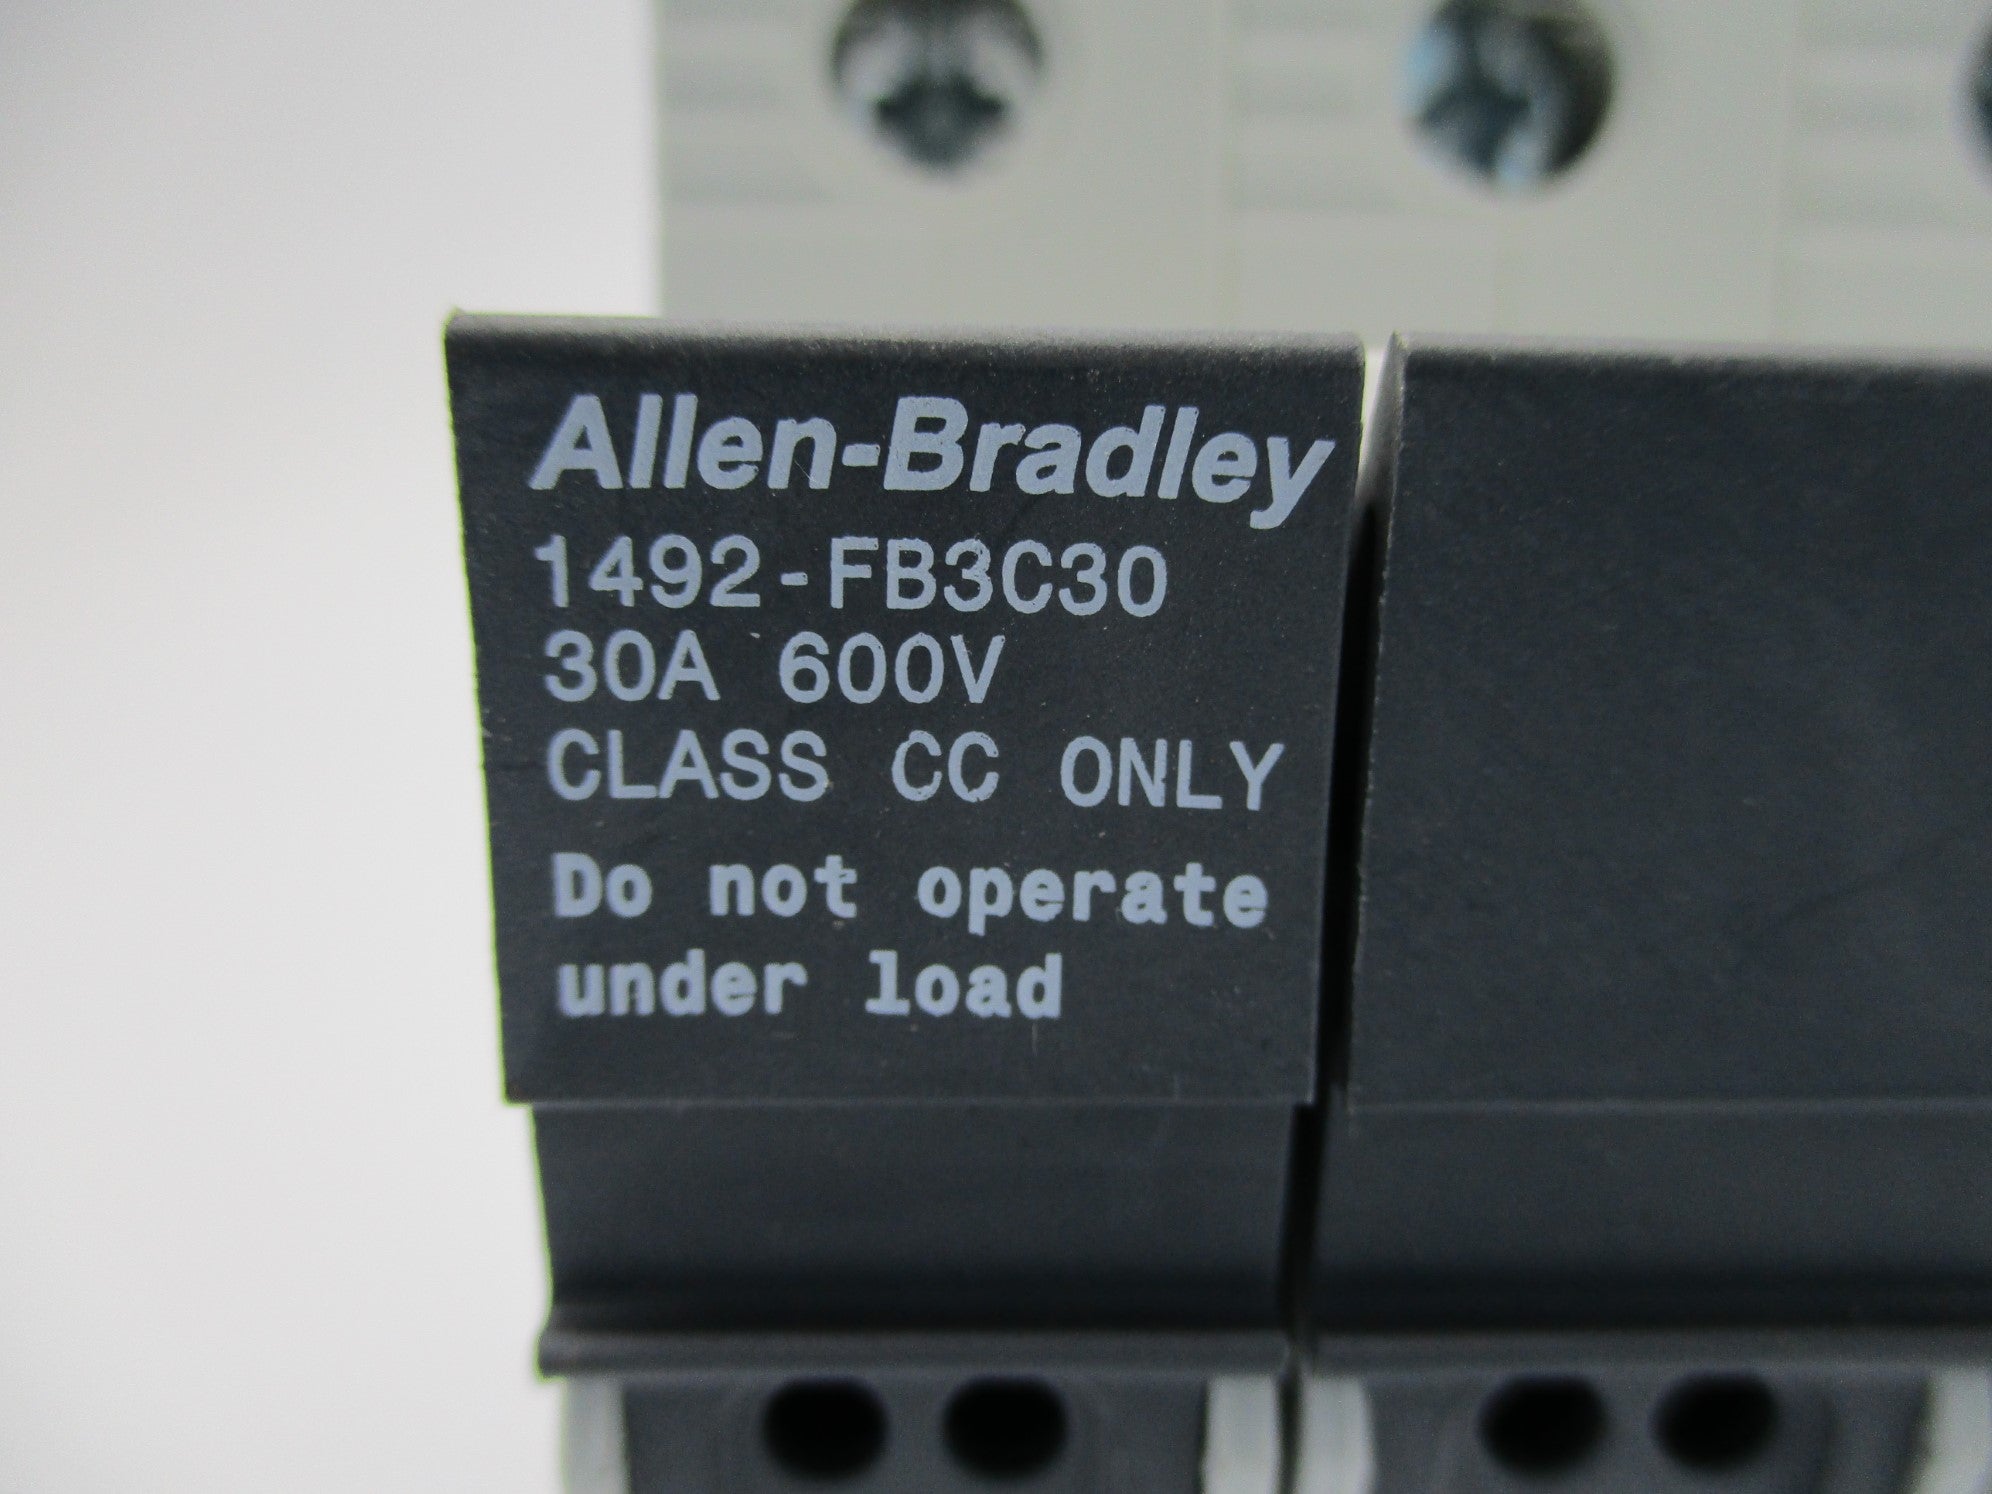 Allen-Bradley
1492-FB3C30
30A 600V
CLASS CC ONLY
Do not operate
under load